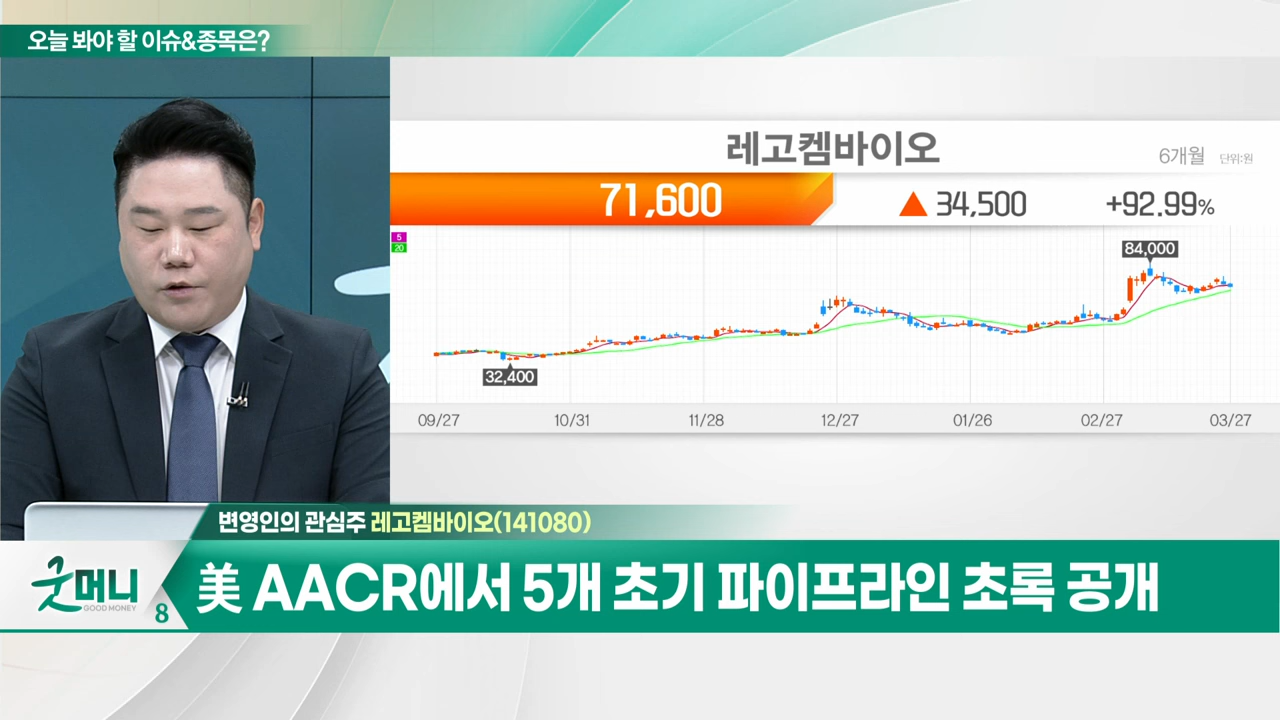 오늘 봐야 할 이슈&종목은?
레고켐바이오
6개월 단위:원
71,600 ▲ 34,500 +92.99%
5
20
84,000
32,400
09/27 10/31 11/28 12/27 01/26 02/27 03/27
변영인의 관심주 레고켐바이오(141080)
굿머니
GOOD MONEY
8
美 AACR에서 5개 초기 파이프라인 초록 공개